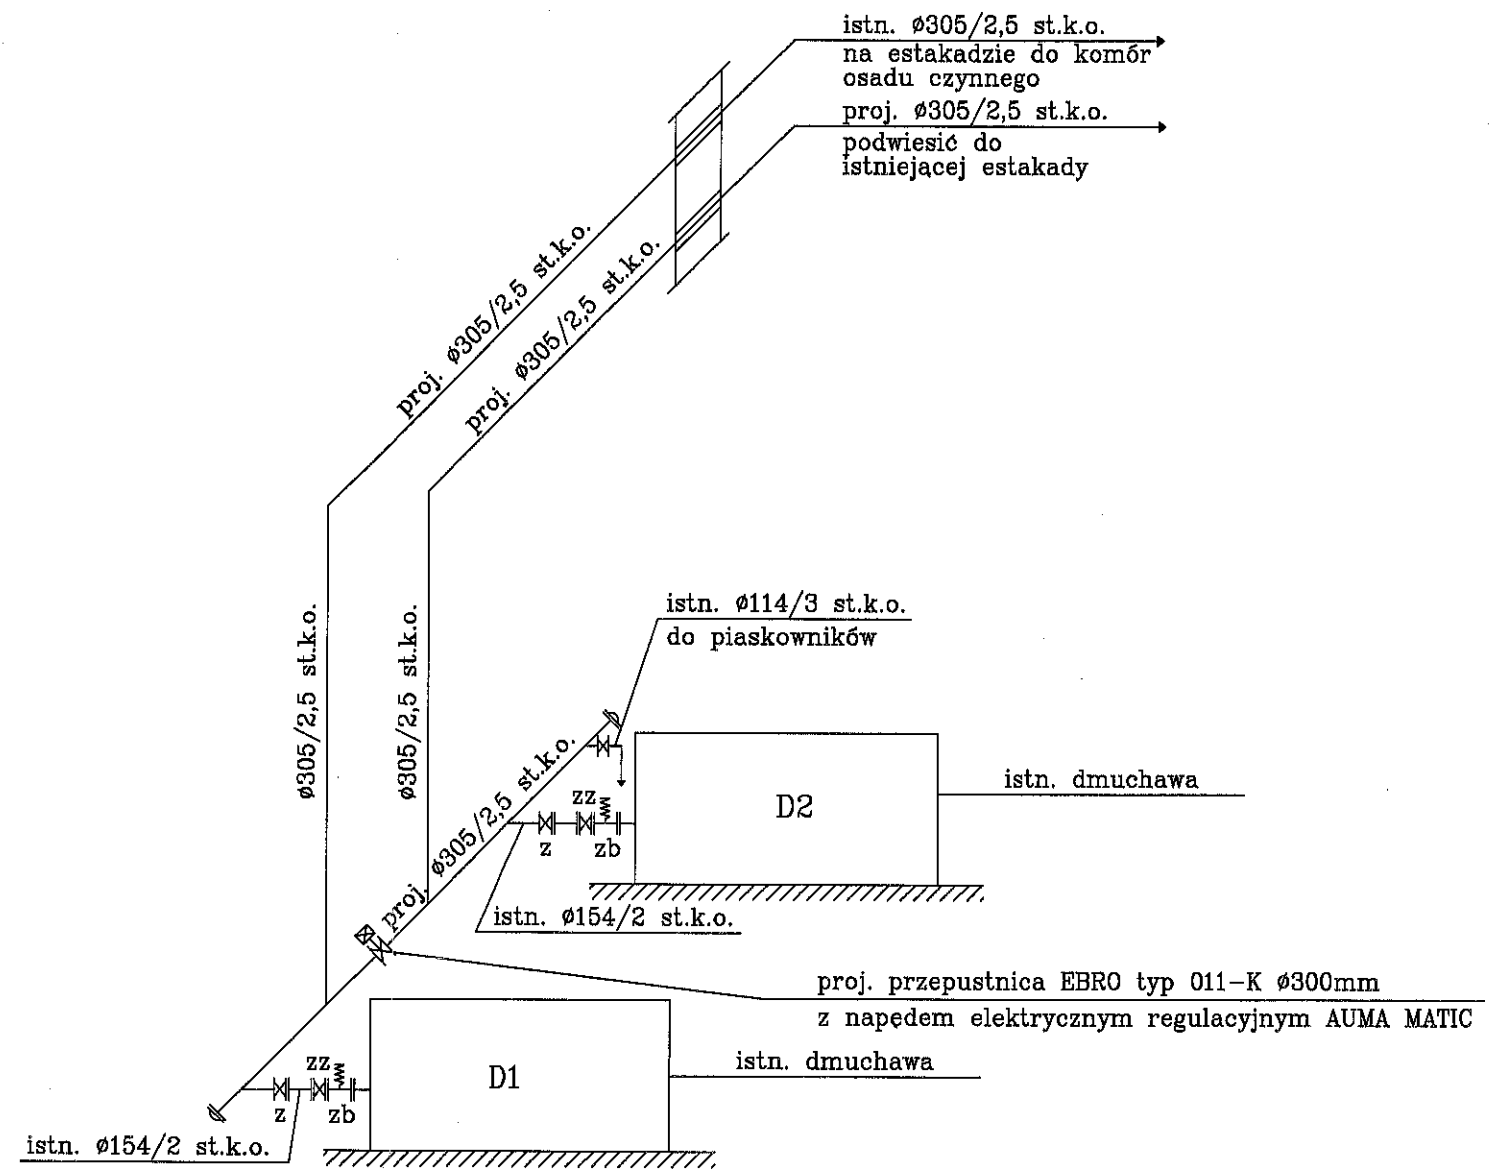 istn. ø305/2,5 st.k.o.
na estakadzie do komór
osadu czynnego
proj. ø305/2,5 st.k.o.
podwiesić do
istniejącej estakady
proj. ø305/2,5 st.k.o.
proj. ø305/2,5 st.k.o.
ø305/2,5 st.k.o.
ø305/2,5 st.k.o.
istn. ø114/3 st.k.o.
do piaskowników
proj. ø305/2,5 st.k.o.
zz
z
zb
D2
istn. dmuchawa
istn. ø154/2 st.k.o.
proj. przepustnica EBRO typ 011-K ø300mm
z napędem elektrycznym regulacyjnym AUMA MATIC
zz
z
zb
D1
istn. dmuchawa
istn. ø154/2 st.k.o.